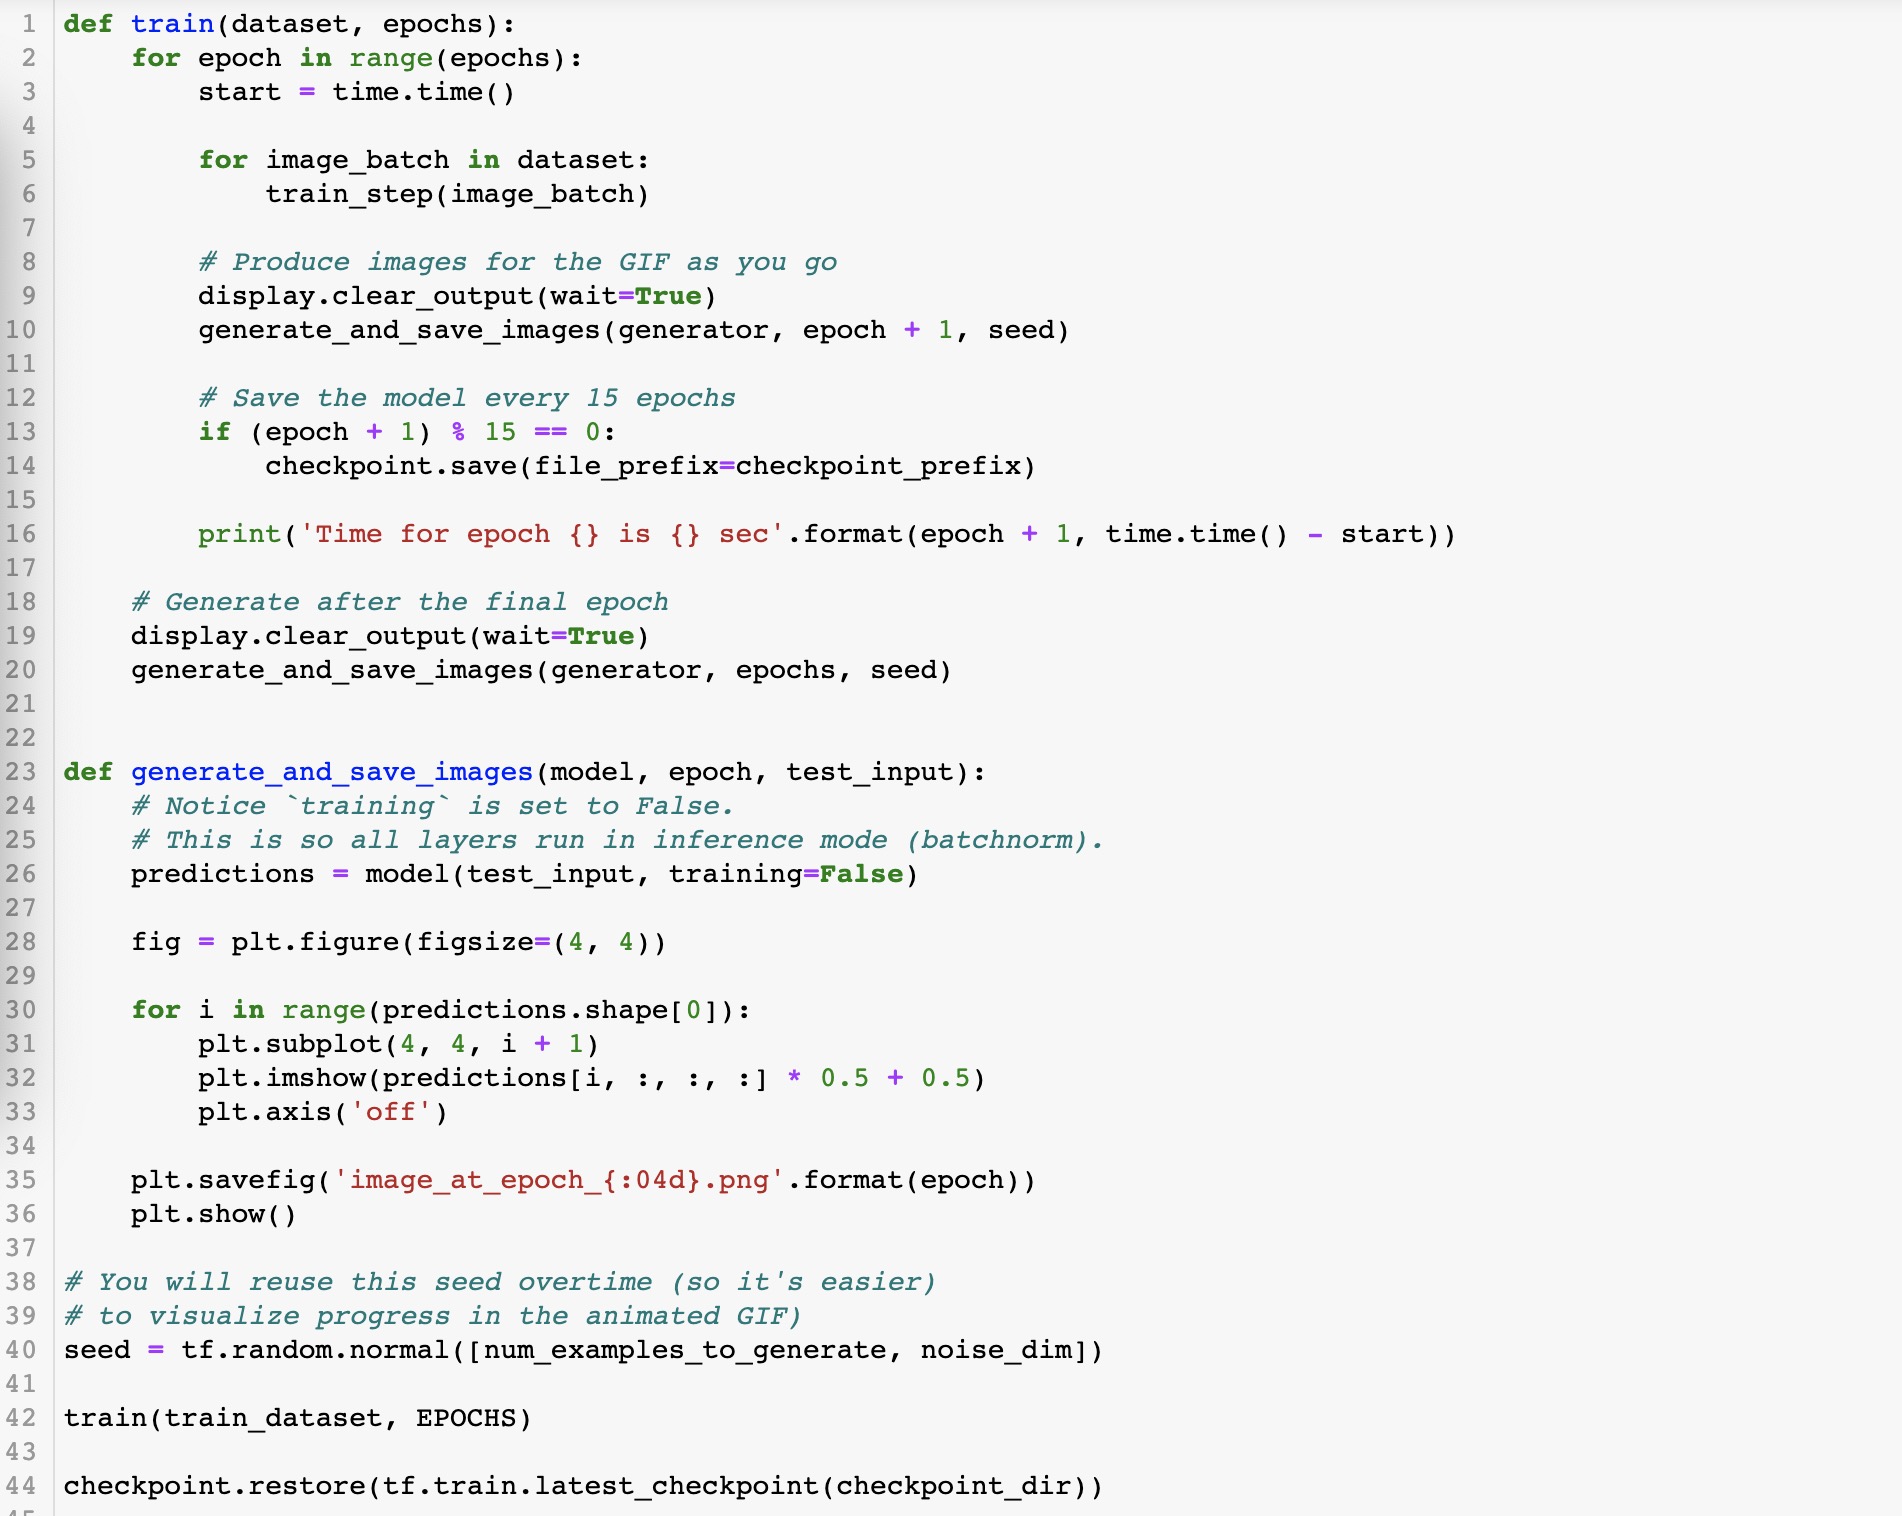 1 def train(dataset, epochs):
2     for epoch in range(epochs):
3         start = time.time()
4
5         for image_batch in dataset:
6             train_step(image_batch)
7
8         # Produce images for the GIF as you go
9         display.clear_output(wait=True)
10         generate_and_save_images(generator, epoch + 1, seed)
11
12         # Save the model every 15 epochs
13         if (epoch + 1) % 15 == 0:
14             checkpoint.save(file_prefix=checkpoint_prefix)
15
16         print('Time for epoch {} is {} sec'.format(epoch + 1, time.time() - start))
17
18     # Generate after the final epoch
19     display.clear_output(wait=True)
20     generate_and_save_images(generator, epochs, seed)
21
22
23 def generate_and_save_images(model, epoch, test_input):
24     # Notice `training` is set to False.
25     # This is so all layers run in inference mode (batchnorm).
26     predictions = model(test_input, training=False)
27
28     fig = plt.figure(figsize=(4, 4))
29
30     for i in range(predictions.shape[0]):
31         plt.subplot(4, 4, i + 1)
32         plt.imshow(predictions[i, :, :, :] * 0.5 + 0.5)
33         plt.axis('off')
34
35     plt.savefig('image_at_epoch_{:04d}.png'.format(epoch))
36     plt.show()
37
38 # You will reuse this seed overtime (so it's easier)
39 # to visualize progress in the animated GIF)
40 seed = tf.random.normal([num_examples_to_generate, noise_dim])
41
42 train(train_dataset, EPOCHS)
43
44 checkpoint.restore(tf.train.latest_checkpoint(checkpoint_dir))
45